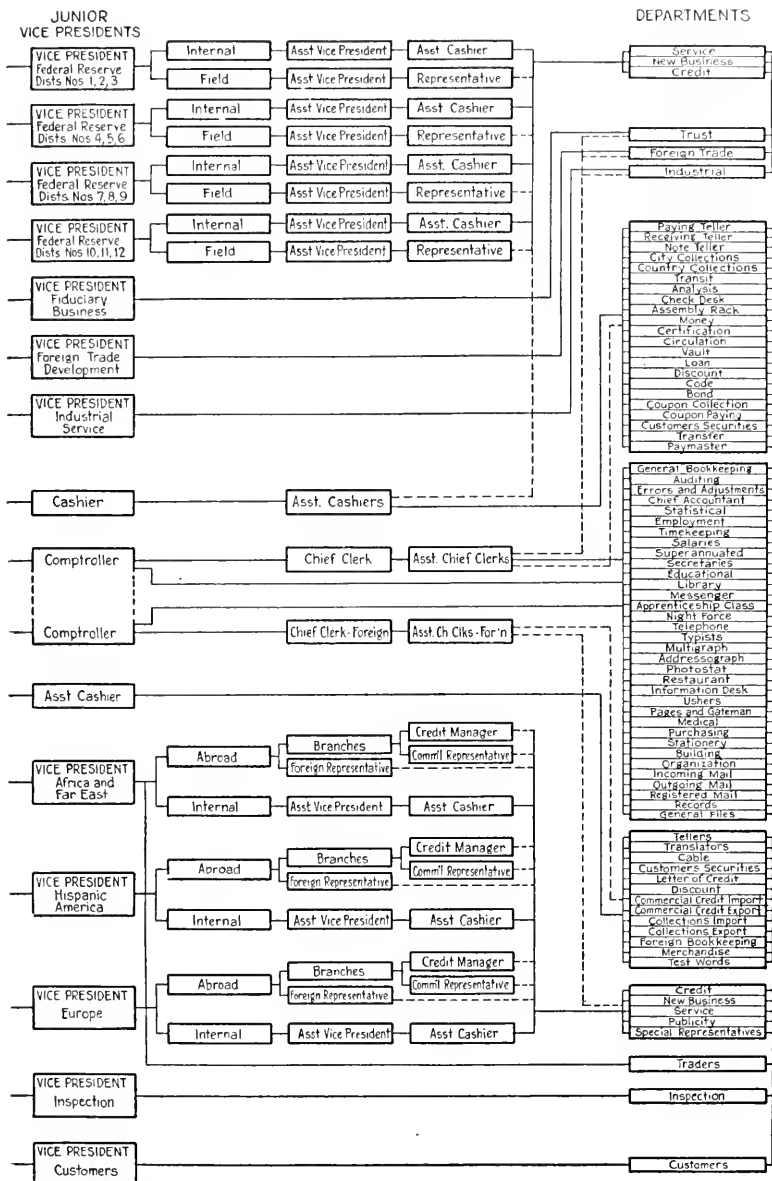 JUNIOR
VICE PRESIDENTS
DEPARTMENTS
VICE PRESIDENT
Federal Reserve
Dists Nos 1, 2, 3
Internal
Asst Vice President
Asst Cashier
Field
Asst Vice President
Representative
VICE PRESIDENT
Federal Reserve
Dists Nos 4, 5, 6
Internal
Asst Vice President
Asst Cashier
Field
Asst Vice President
Representative
VICE PRESIDENT
Federal Reserve
Dists. Nos 7, 8, 9
Internal
Asst Vice President
Asst. Cashier
Field
Asst Vice President
Representative
VICE PRESIDENT
Federal Reserve
Dists Nos 10, 11, 12
Internal
Asst Vice President
Asst. Cashier
Field
Asst Vice President
Representative
VICE PRESIDENT
Fiduciary
Business
VICE PRESIDENT
Foreign Trade
Development
VICE PRESIDENT
Industrial
Service
Cashier
Asst. Cashiers
Comptroller
Chief Clerk
Asst. Chief Clerks
Comptroller
Chief Clerk-Foreign
Asst. Ch Clks-For'n
Asst Cashier
VICE PRESIDENT
Africa and
Far East
Abroad
Branches
Credit Manager
Comm'l Representative
Foreign Representative
Internal
Asst Vice President
Asst Cashier
VICE PRESIDENT
Hispanic
America
Abroad
Branches
Credit Manager
Comm'l Representative
Foreign Representative
Internal
Asst Vice President
Asst Cashier
VICE PRESIDENT
Europe
Abroad
Branches
Credit Manager
Comm'l Representative
Foreign Representative
Internal
Asst Vice President
Asst Cashier
VICE PRESIDENT
Inspection
VICE PRESIDENT
Customers
Service
New Business
Credit
Trust
Foreign Trade
Industrial
Paying Teller
Receiving Teller
Note Teller
City Collections
Country Collections
Transit
Analysis
Check Desk
Assembly Rack
Money
Certification
Circulation
Vault
Loan
Discount
Code
Bond
Coupon Collection
Coupon Paying
Customers Securities
Transfer
Paymaster
General Bookkeeping
Auditing
Errors and Adjustments
Chief Accountant
Statistical
Employment
Timekeeping
Salaries
Superannuated
Secretaries
Educational
Library
Messenger
Apprenticeship Class
Night Force
Telephone
Typists
Multigraph
Addressograph
Photostat
Restaurant
Information Desk
Ushers
Pages and Gateman
Medical
Purchasing
Stationery
Building
Organization
Incoming Mail
Outgoing Mail
Registered Mail
Records
General Files
Tellers
Translators
Cable
Customers Securities
Letter of Credit
Discount
Commercial Credit Import
Commercial Credit Export
Collections Import
Collections Export
Foreign Bookkeeping
Merchandise
Test Words
Credit
New Business
Service
Publicity
Special Representatives
Traders
Inspection
Customers